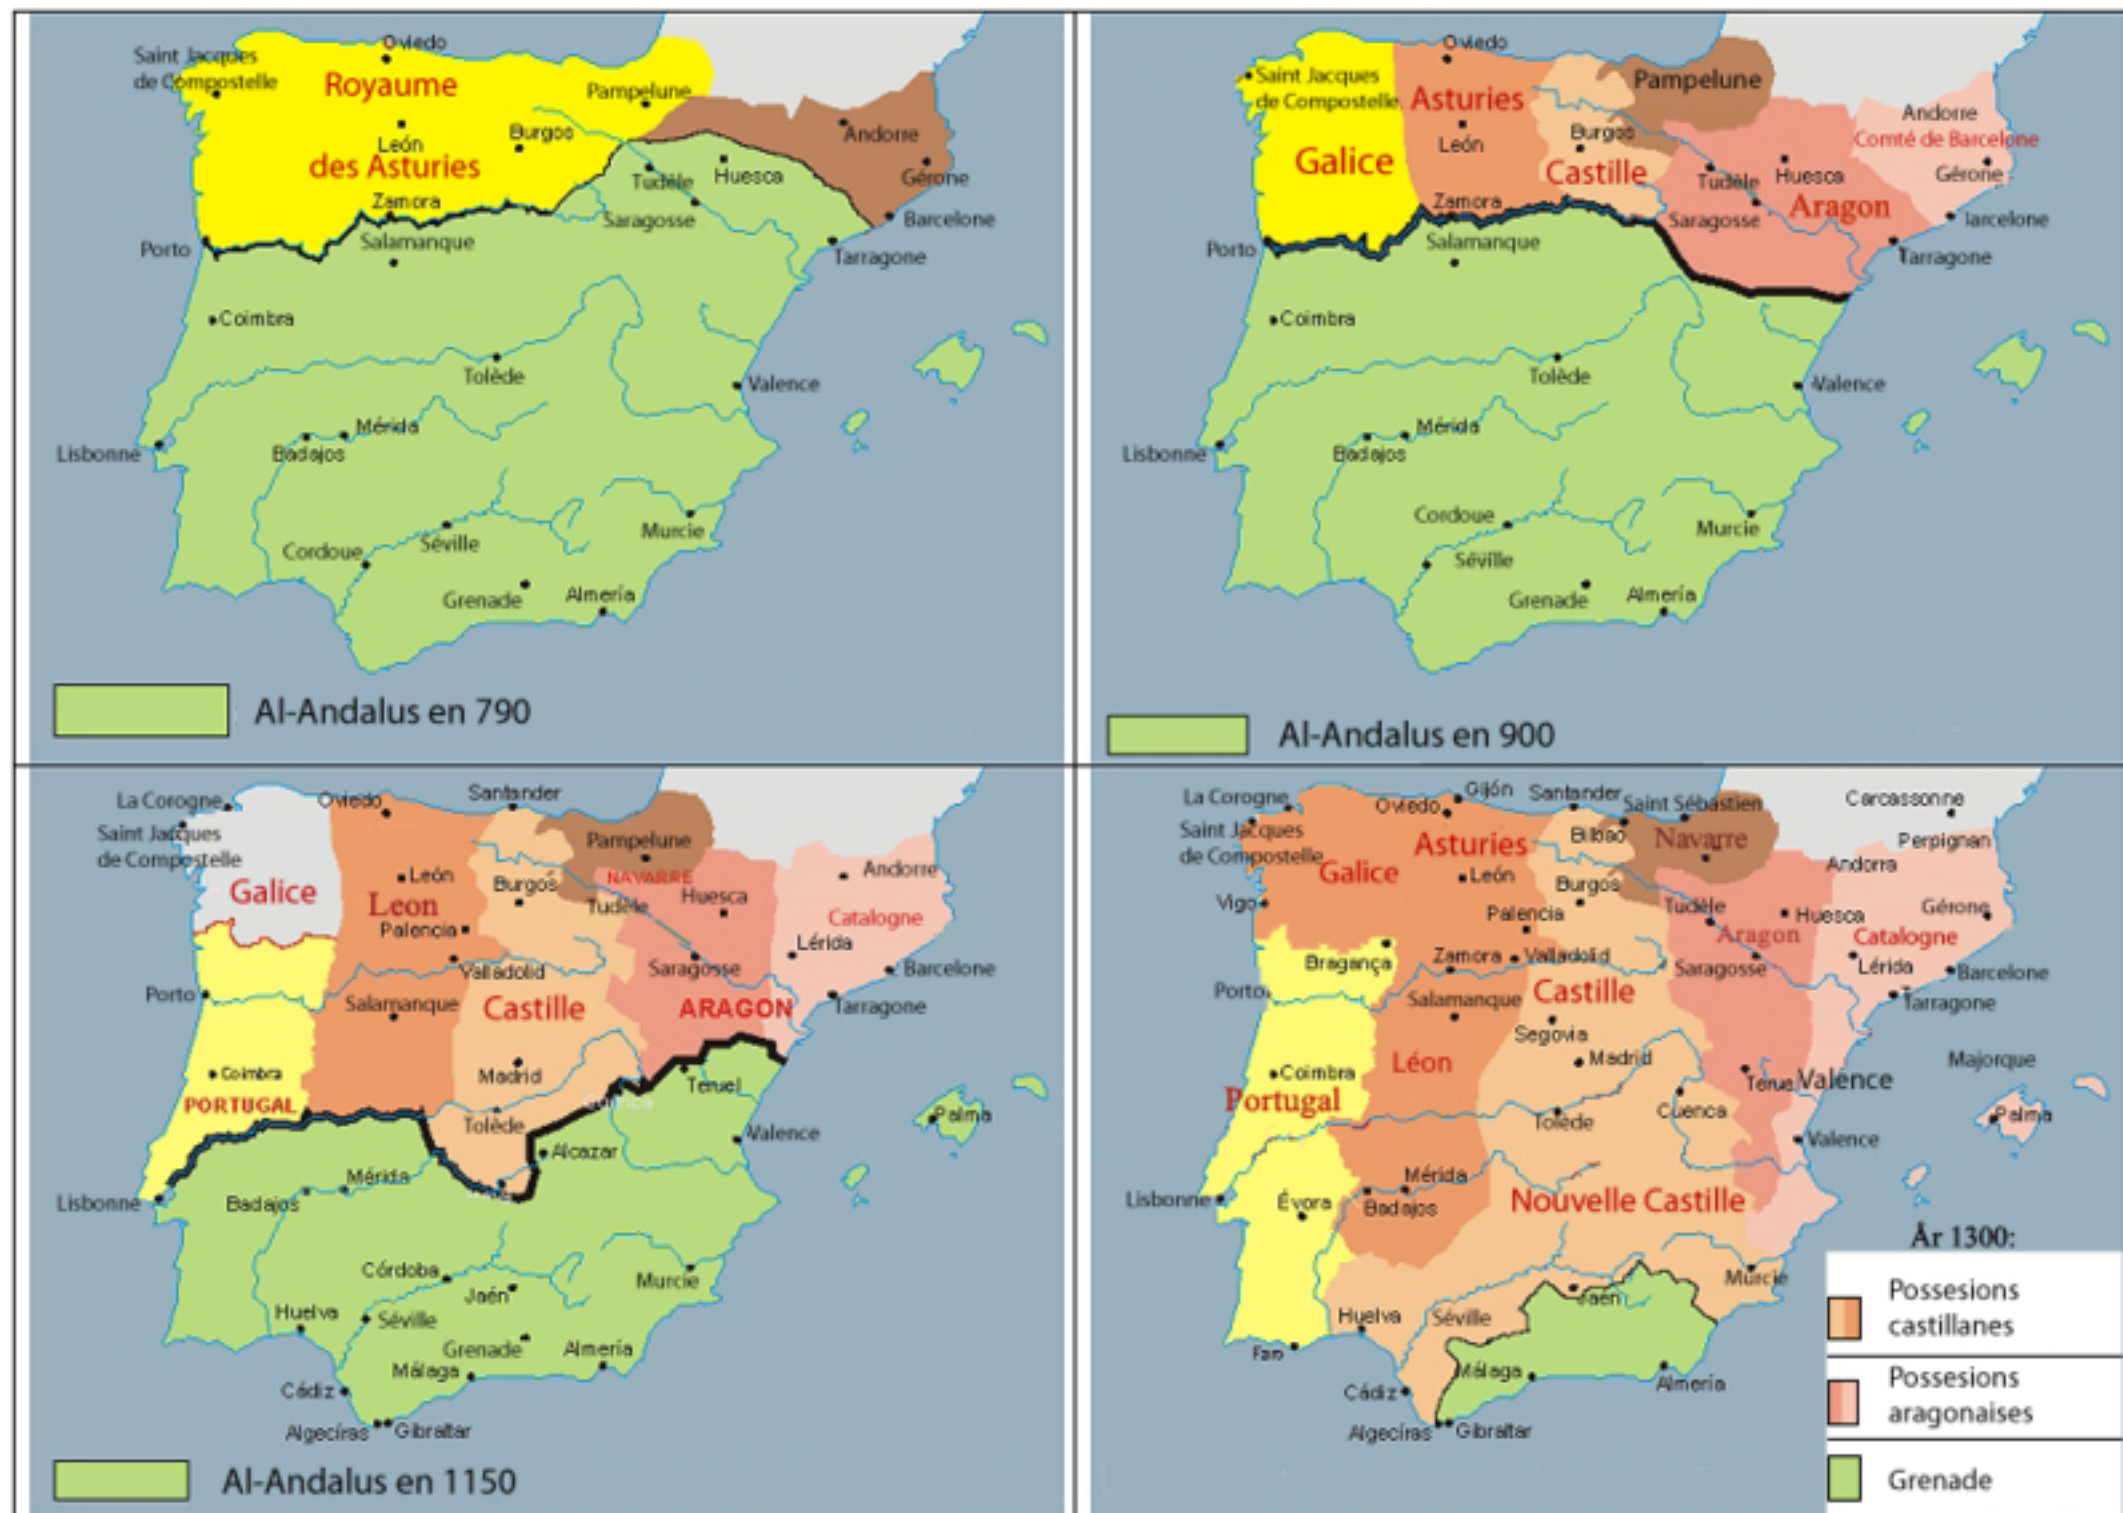 Saint Jacques
de Compostelle
Oviedo
Royaume
des Asturies
Pampelune
León
Burgos
Zamora
Andorre
Gérone
Tudèle
Huesca
Saragosse
Barcelone
Tarragone
Porto
Salamanque
Coimbra
Tolède
Valence
Lisbonne
Badajos
Mérida
Cordoue
Séville
Murcie
Grenade
Almería
Al-Andalus en 790
Saint Jacques
de Compostelle
Oviedo
Asturies
Pampelune
Galice
León
Burgos
Castille
Andorre
Comté de Barcelone
Gérone
Tudèle
Huesca
Aragon
Saragosse
Zamora
Salamanque
Porto
Iarcelone
Tarragone
Coimbra
Tolède
Valence
Lisbonne
Mérida
Badajos
Cordoue
Séville
Murcie
Grenade
Almería
Al-Andalus en 900
La Corogne
Saint Jacques
de Compostelle
Oviedo
Santander
Pampelune
NAVARRE
Galice
León
Leon
Palencia
Burgos
Tudèle
Huesca
Andorre
Catalogne
Lérida
Valladolid
Saragosse
Barcelone
Porto
Salamanque
Castille
ARAGON
Tarragone
Coimbra
PORTUGAL
Madrid
Teruel
Tolède
Alcazar
Valence
Palma
Lisbonne
Mérida
Badajos
Córdoba
Jaén
Murcie
Huelva
Séville
Grenade
Almería
Málaga
Cádiz
Algecíras
Gibraltar
Al-Andalus en 1150
La Corogne
Saint Jacques
de Compostelle
Oviedo
Gijón
Santander
Saint Sébastien
Carcassonne
Perpignan
Asturies
Bilbao
Navarre
Andorra
Galice
León
Burgos
Vigo
Palencia
Tudèle
Huesca
Gérone
Aragon
Catalogne
Bragança
Zamora
Valladolid
Saragosse
Lérida
Barcelone
Porto
Salamanque
Castille
Tarragone
Segovia
Léon
Madrid
Majorque
Coimbra
Portugal
Terue
Valence
Cuenca
Tolède
Palma
Valence
Lisbonne
Évora
Mérida
Badajos
Nouvelle Castille
År 1300:
Murcie
Jaén
Huelva
Séville
Faro
Málaga
Almería
Cádiz
Algecíras
Gibraltar
Possesions
castillanes
Possesions
aragonaises
Grenade